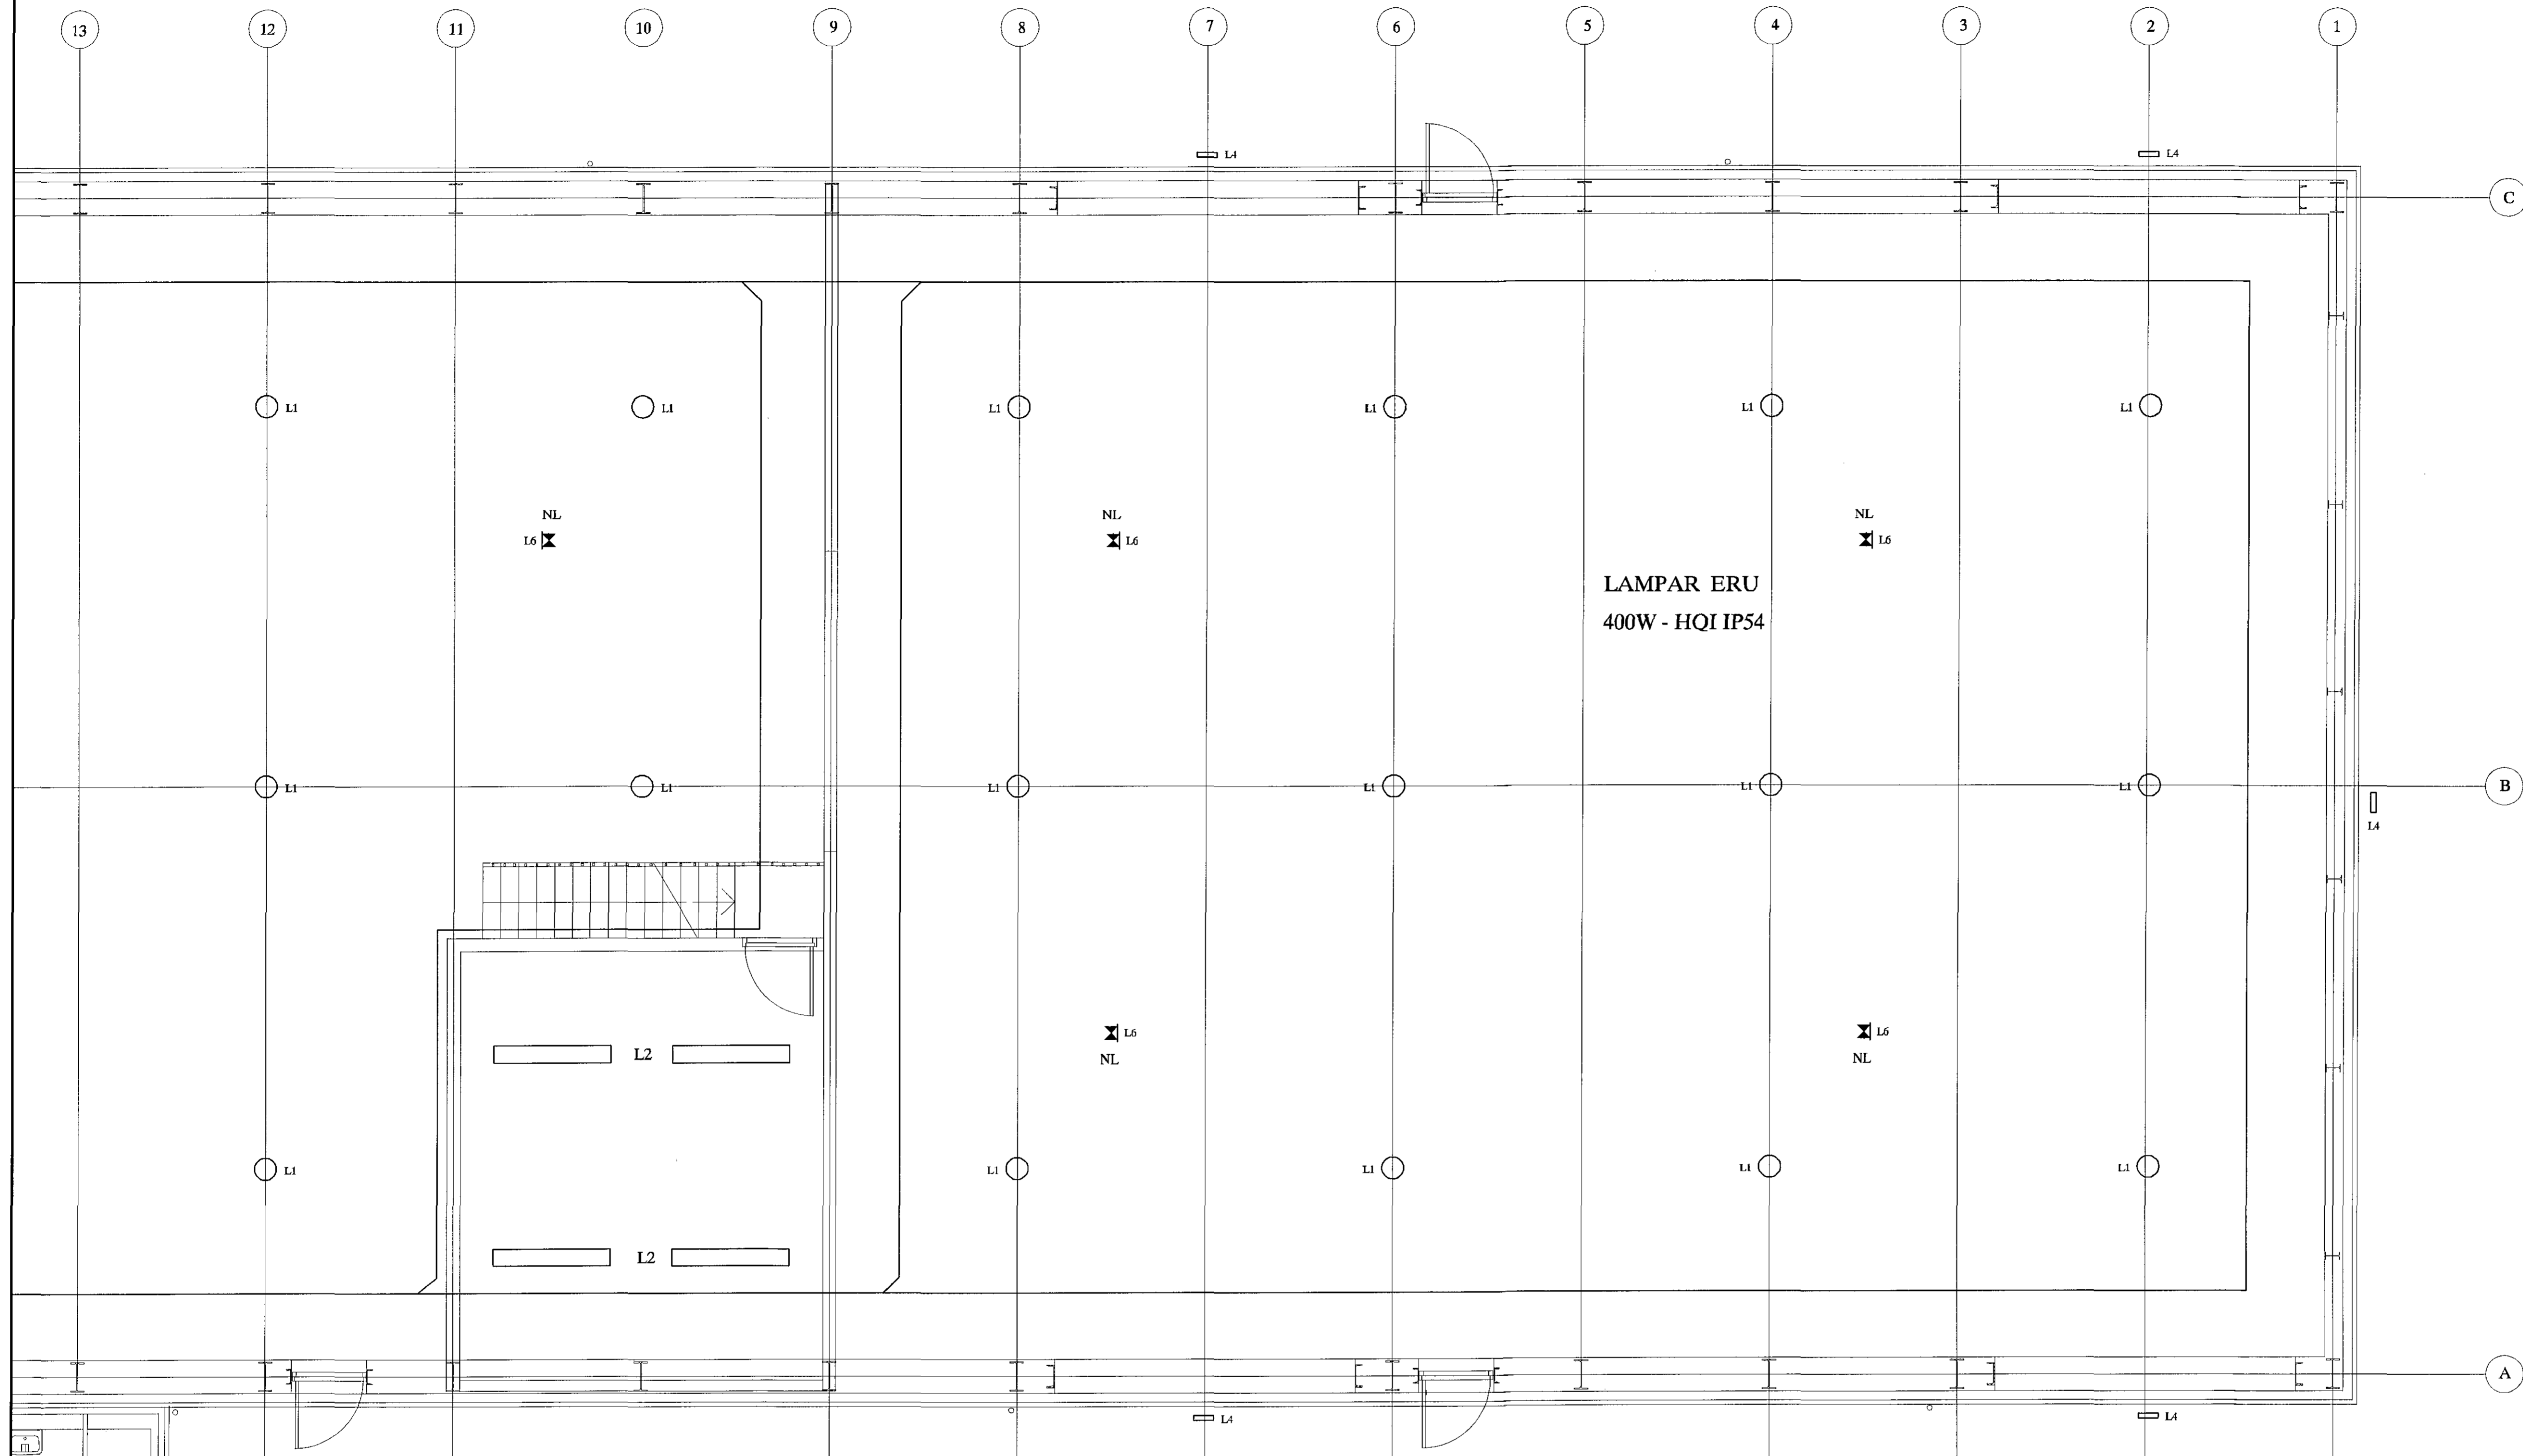 13 12 11 10 9 8 7 6 5 4 3 2 1
L4 L4
C
L1 L1 L1 L1 L1 L1
NL NL NL
L6 L6 L6
LAMPAR ERU
400W - HQI IP54
L1 L1 L1 L1 L1 L1
B
L4
L6 L6
L2
NL NL
L1 L1 L1 L1 L1
L2
A
L4 L4